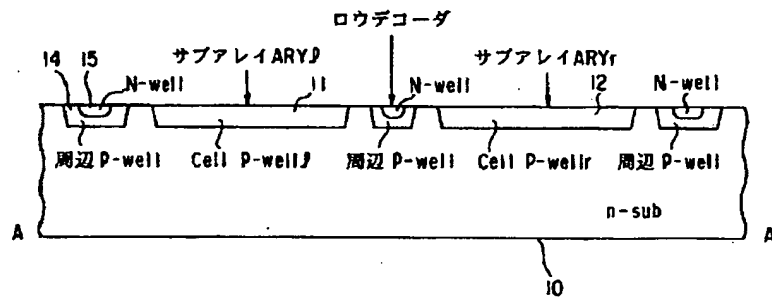 ロウデコーダ
サブアレイARYℓ
サブアレイARYr
14 15 N-well 11 N-well 12 N-well
周辺 P-well Cell P-wellℓ 周辺 P-well Cell P-wellr 周辺 P-well
n-sub
A A
10